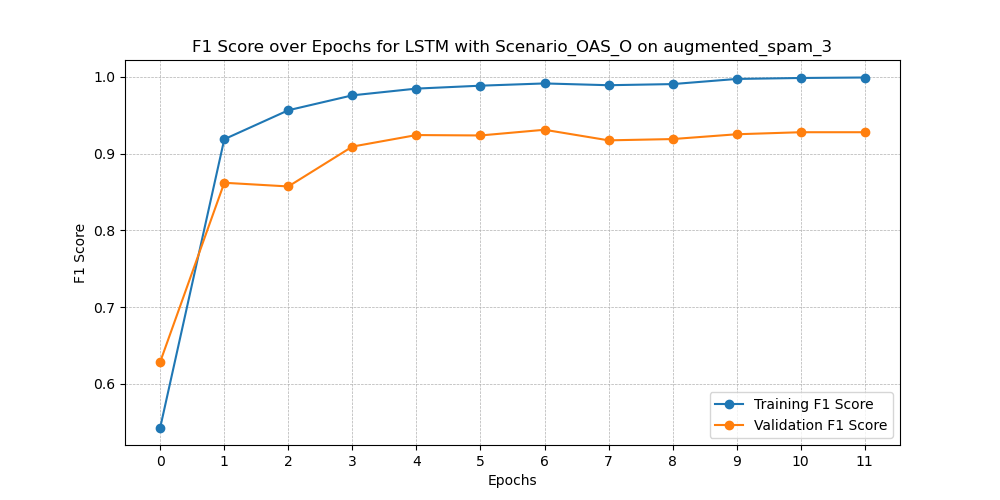 F1 Score over Epochs for LSTM with Scenario_OAS_O on augmented_spam_3
1.0
0.9
0.8
0.7
0.6
F1 Score
0 1 2 3 4 5 6 7 8 9 10 11
Epochs
Training F1 Score
Validation F1 Score